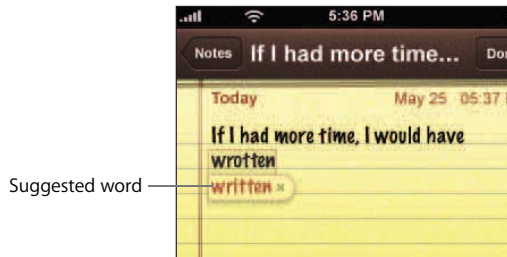 5:36 PM
Notes If I had more time... Do
Today May 25 05:37
If I had more time, I would have
wrotten
Suggested word written ×